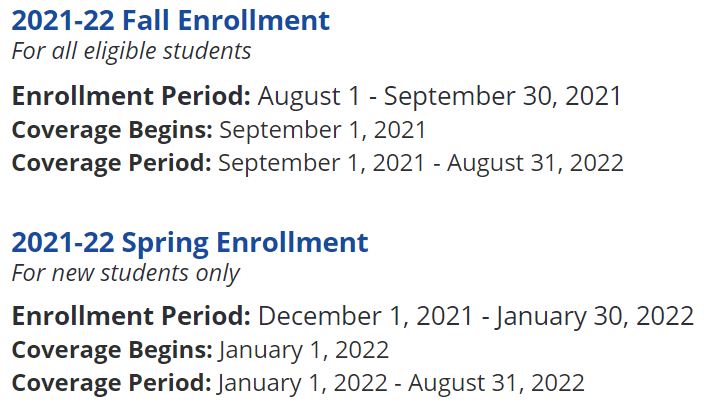 2021-22 Fall Enrollment
For all eligible students
Enrollment Period: August 1 - September 30, 2021
Coverage Begins: September 1, 2021
Coverage Period: September 1, 2021 - August 31, 2022
2021-22 Spring Enrollment
For new students only
Enrollment Period: December 1, 2021 - January 30, 2022
Coverage Begins: January 1, 2022
Coverage Period: January 1, 2022 - August 31, 2022